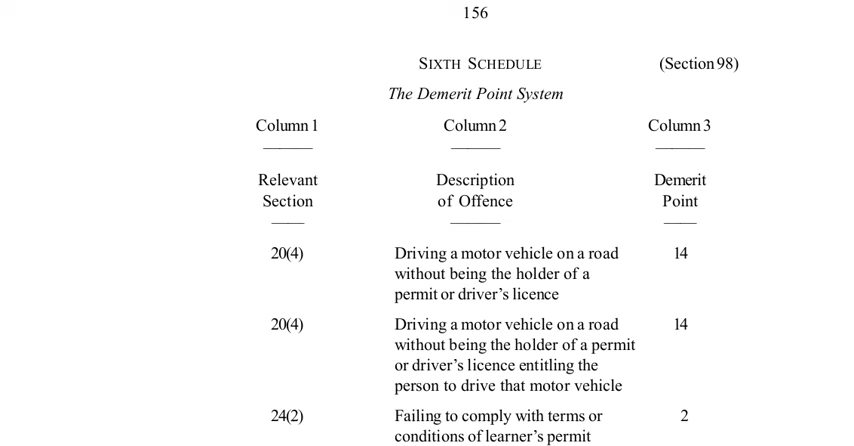 156
SIXTH SCHEDULE (Section 98)
The Demerit Point System
Column 1 Column 2 Column 3
Relevant Description Demerit
Section of Offence Point
20(4) Driving a motor vehicle on a road 14
without being the holder of a
permit or driver’s licence
20(4) Driving a motor vehicle on a road 14
without being the holder of a permit
or driver’s licence entitling the
person to drive that motor vehicle
24(2) Failing to comply with terms or 2
conditions of learner’s permit